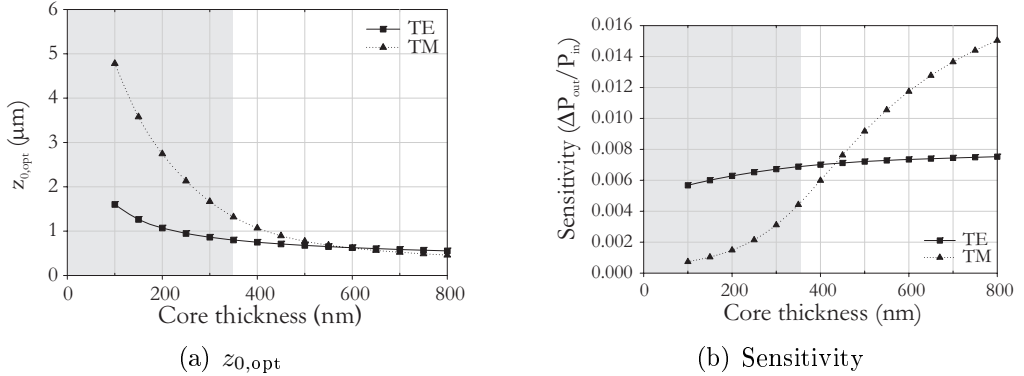 6
5
4
3
2
1
0
z0,opt (μm)
TE
TM
0 200 400 600 800
Core thickness (nm)
(a) z0,opt
0.016
0.014
0.012
0.010
0.008
0.006
0.004
0.002
0.000
Sensitivity (ΔPout/Pin)
TE
TM
0 200 400 600 800
Core thickness (nm)
(b) Sensitivity